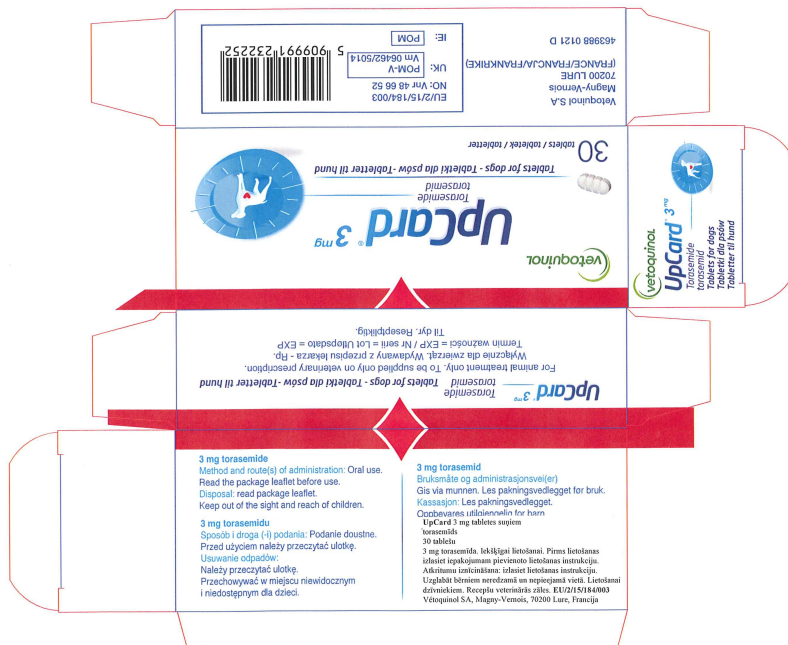 463988 0121 D
Vetoquinol S.A
Magny-Vernois
70200 LURE
(FRANCE/FRANCJA/FRANKRIKE)
EU/2/15/184/003
NO: Vnr 48 66 52
UK: POM-V
Vm 06462/5014
IE: POM
5 909991 232252
vetoquinol
UpCard® 3 mg
Torasemide
torasemid
Tablets for dogs - Tabletki dla psów - Tabletter til hund
30 tablets / tabletek / tabletter
vetoquinol
UpCard® 3 mg
Torasemide
torasemid
Tablets for dogs
Tabletki dla psów
Tabletter til hund
UpCard® 3 mg Torasemide torasemid Tablets for dogs - Tabletki dla psów - Tabletter til hund
For animal treatment only. To be supplied only on veterinary prescription.
Wyłącznie dla zwierząt. Wydawany z przepisu lekarza - Rp.
Termin ważności = EXP / Nr serii = Lot Utløpsdato = EXP
Til dyr. Reseptpliktig.
3 mg torasemide
Method and route(s) of administration: Oral use.
Read the package leaflet before use.
Disposal: read package leaflet.
Keep out of the sight and reach of children.
3 mg torasemidu
Sposób i droga (-i) podania: Podanie doustne.
Przed użyciem należy przeczytać ulotkę.
Usuwanie odpadów:
Należy przeczytać ulotkę.
Przechowywać w miejscu niewidocznym
i niedostępnym dla dzieci.
3 mg torasemid
Bruksmåte og administrasjonsvei(er)
Gis via munnen. Les pakningsvedlegget før bruk.
Kassasjon: Les pakningsvedlegget.
Oppbevares utilgjengelig for barn
UpCard 3 mg tabletes suņiem
torasemīds
30 tablešu
3 mg torasemīda. Iekšķīgai lietošanai. Pirms lietošanas
izlasiet iepakojumam pievienoto lietošanas instrukciju.
Atkritumu iznīcināšana: izlasiet lietošanas instrukciju.
Uzglabāt bērniem neredzamā un nepieejamā vietā. Lietošanai
dzīvniekiem. Recepšu veterinārās zāles. EU/2/15/184/003
Vétoquinol SA, Magny-Vernois, 70200 Lure, Francija